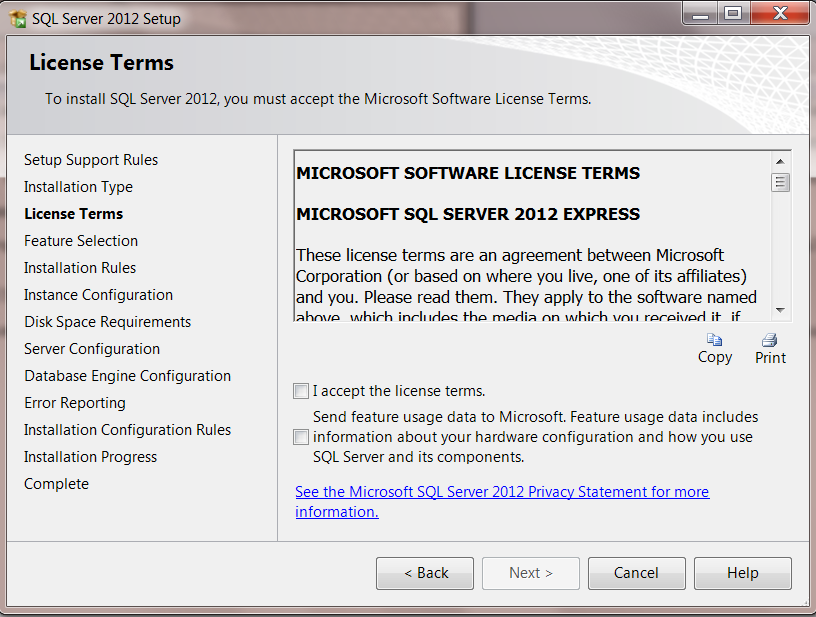 SQL Server 2012 Setup
License Terms
To install SQL Server 2012, you must accept the Microsoft Software License Terms.
Setup Support Rules
Installation Type
License Terms
Feature Selection
Installation Rules
Instance Configuration
Disk Space Requirements
Server Configuration
Database Engine Configuration
Error Reporting
Installation Configuration Rules
Installation Progress
Complete
MICROSOFT SOFTWARE LICENSE TERMS
MICROSOFT SQL SERVER 2012 EXPRESS
These license terms are an agreement between Microsoft
Corporation (or based on where you live, one of its affiliates)
and you. Please read them. They apply to the software named
above, which includes the media on which you received it, if
Copy
Print
I accept the license terms.
Send feature usage data to Microsoft. Feature usage data includes
information about your hardware configuration and how you use
SQL Server and its components.
See the Microsoft SQL Server 2012 Privacy Statement for more
information.
< Back
Next >
Cancel
Help